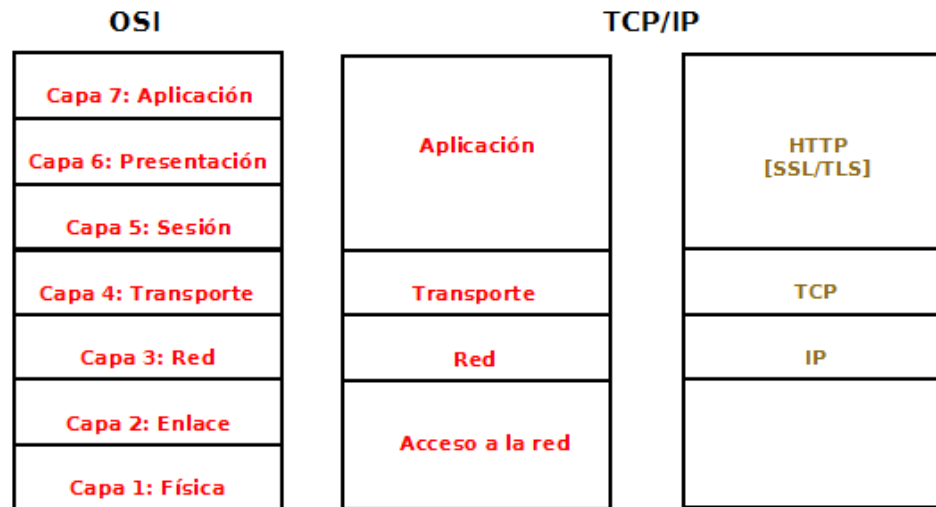 OSI
TCP/IP
Capa 7: Aplicación
Capa 6: Presentación
Capa 5: Sesión
Capa 4: Transporte
Capa 3: Red
Capa 2: Enlace
Capa 1: Física
Aplicación
Transporte
Red
Acceso a la red
HTTP
[SSL/TLS]
TCP
IP